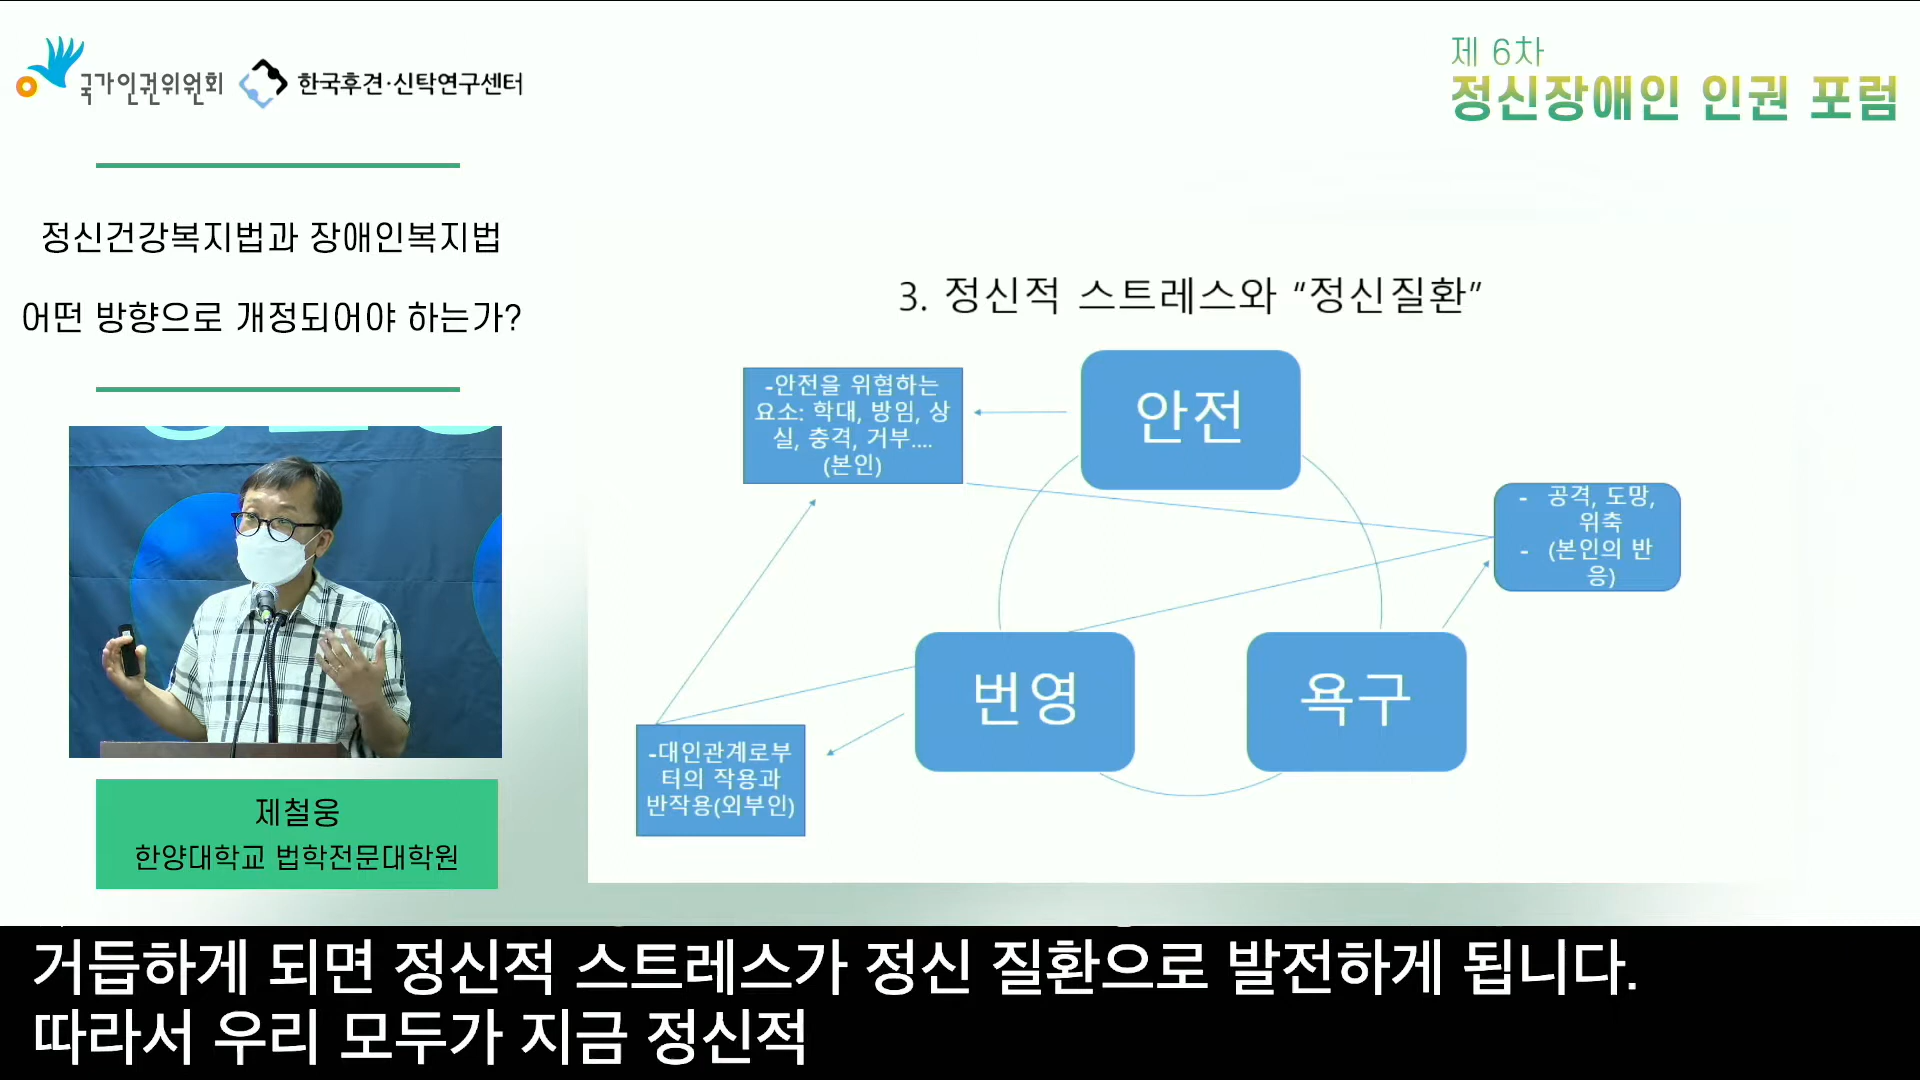 국가인권위원회
한국후견·신탁연구센터
제 6차
정신장애인 인권 포럼
정신건강복지법과 장애인복지법
어떤 방향으로 개정되어야 하는가?
3. 정신적 스트레스와 “정신질환”
-안전을 위협하는
요소: 학대, 방임, 상
실, 충격, 거부....
(본인)
안전
- 공격, 도망,
위축
- (본인의 반
응)
번영
욕구
-대인관계로부
터의 작용과
반작용(외부인)
제철웅
한양대학교 법학전문대학원
거듭하게 되면 정신적 스트레스가 정신 질환으로 발전하게 됩니다.
따라서 우리 모두가 지금 정신적